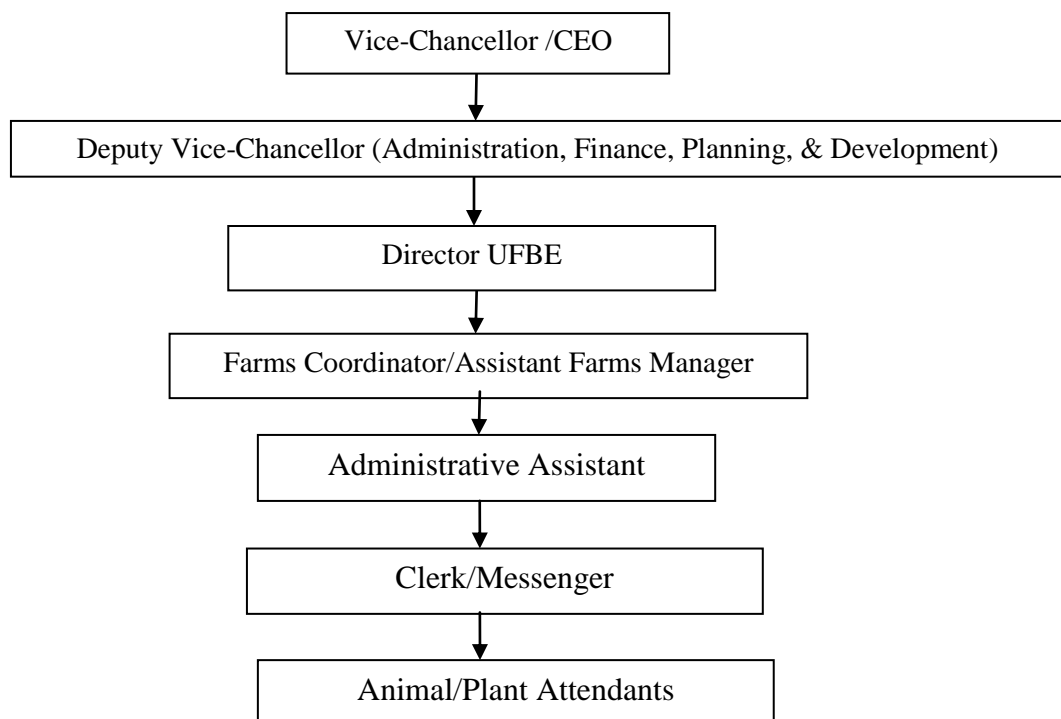 Vice-Chancellor /CEO
Deputy Vice-Chancellor (Administration, Finance, Planning, & Development)
Director UFBE
Farms Coordinator/Assistant Farms Manager
Administrative Assistant
Clerk/Messenger
Animal/Plant Attendants